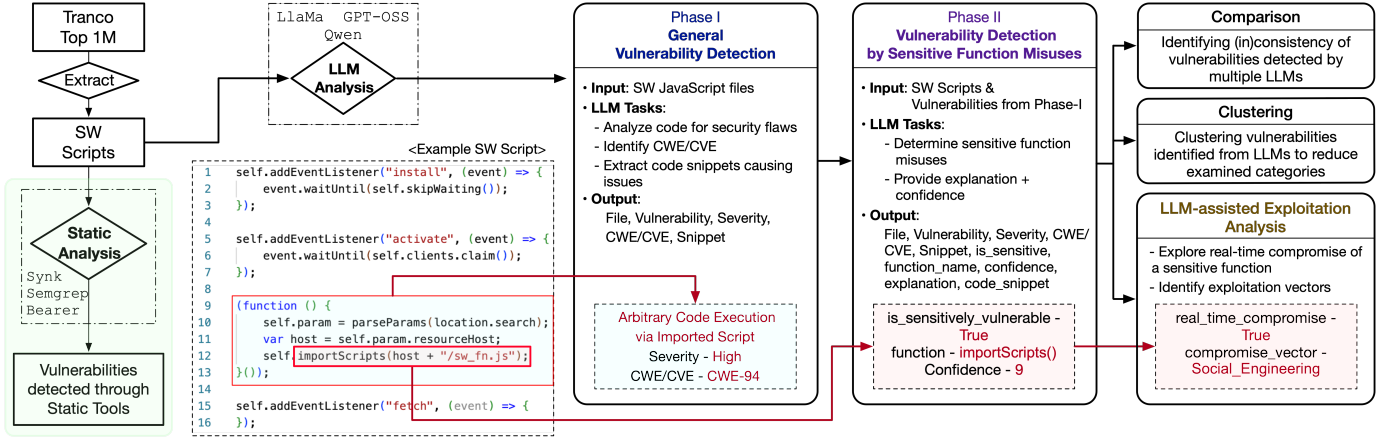 Tranco
Top 1M
Extract
SW
Scripts
Static
Analysis
Synk
Semgrep
Bearer
Vulnerabilities
detected through
Static Tools
LLaMa GPT-OSS
Qwen
LLM
Analysis
<Example SW Script>
1 self.addEventListener("install", (event) => {
2 event.waitUntil(self.skipWaiting());
3 });
4
5 self.addEventListener("activate", (event) => {
6 event.waitUntil(self.clients.claim());
7 });
8
9 (function () {
10 self.param = parseParams(location.search);
11 var host = self.param.resourceHost;
12 self.importScripts(host + "/sw_fn.js");
13 }());
14
15 self.addEventListener("fetch", (event) => {
16 });
Phase I
General
Vulnerability Detection
• Input: SW JavaScript files
• LLM Tasks:
- Analyze code for security flaws
- Identify CWE/CVE
- Extract code snippets causing
issues
• Output:
File, Vulnerability, Severity,
CWE/CVE, Snippet
Arbitrary Code Execution
via Imported Script
Severity - High
CWE/CVE - CWE-94
Phase II
Vulnerability Detection
by Sensitive Function Misuses
• Input: SW Scripts &
Vulnerabilities from Phase-I
• LLM Tasks:
- Determine sensitive function
misuses
- Provide explanation +
confidence
• Output:
File, Vulnerability, Severity, CWE/
CVE, Snippet, is_sensitive,
function_name, confidence,
explanation, code_snippet
is_sensitively_vulnerable -
True
function - importScripts()
Confidence - 9
Comparison
Identifying (in)consistency of
vulnerabilities detected by
multiple LLMs
Clustering
Clustering vulnerabilities
identified from LLMs to reduce
examined categories
LLM-assisted Exploitation
Analysis
- Explore real-time compromise of
a sensitive function
- Identify exploitation vectors
real_time_compromise -
True
compromise_vector -
Social_Engineering